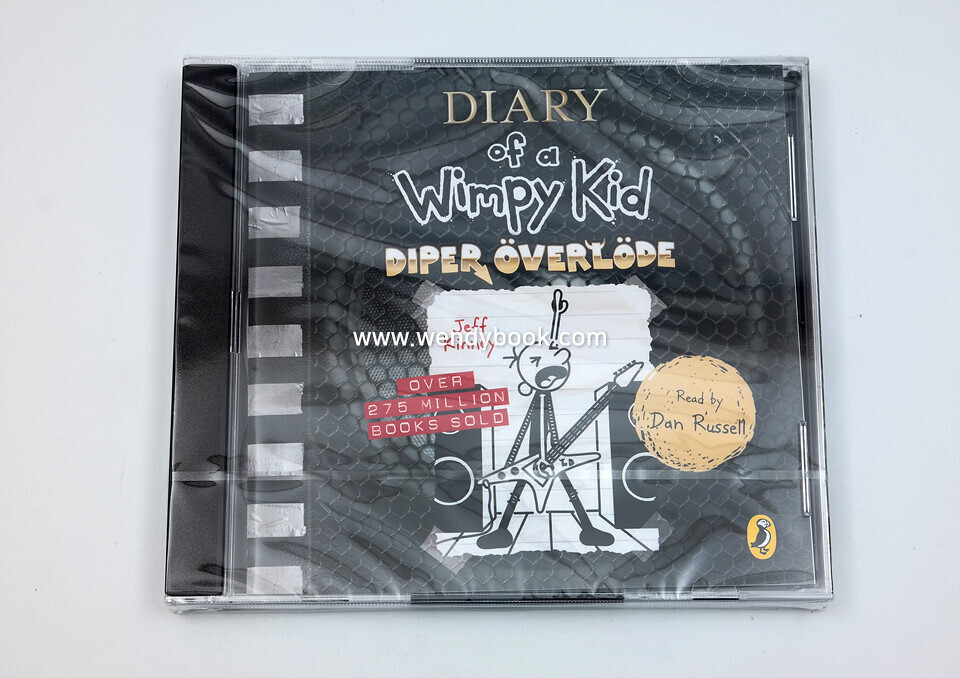 DIARY
of a
Wimpy Kid
DIPER ÖVERLÖDE
www.wendybook.com
Jeff
Kinney
OVER
275 MILLION
BOOKS SOLD
Read by
Dan Russell
LD